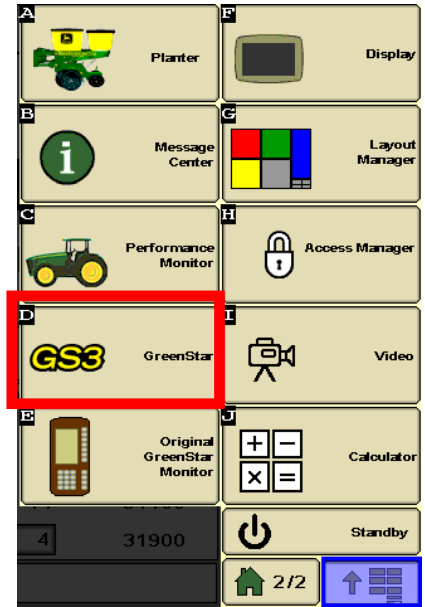 A
Planter
F
Display
B
i
Message
Center
G
Layout
Manager
C
Performance
Monitor
H
Access Manager
D
GS3
GreenStar
I
Video
E
Original
GreenStar
Monitor
J
+ −
× =
Calculator
4
31900
Standby
2/2